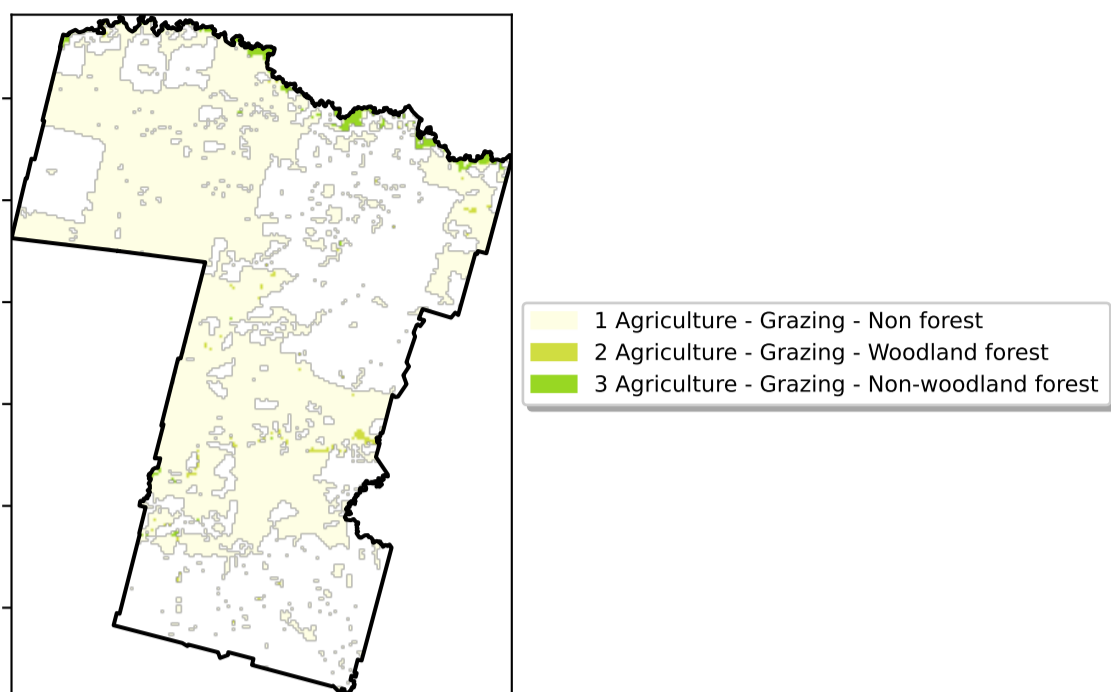 1 Agriculture - Grazing - Non forest
2 Agriculture - Grazing - Woodland forest
3 Agriculture - Grazing - Non-woodland forest